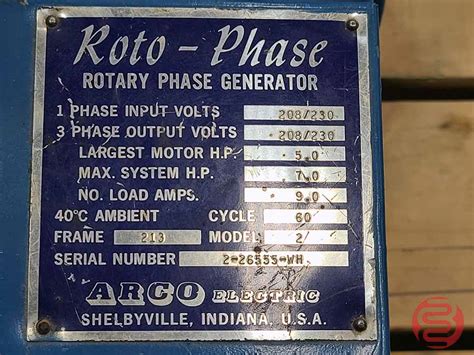 Roto - Phase
ROTARY PHASE GENERATOR
1 PHASE INPUT VOLTS 208/230
3 PHASE OUTPUT VOLTS 208/230
LARGEST MOTOR H.P. 5.0
MAX. SYSTEM H.P. 7.0
NO. LOAD AMPS. 9.0
40°C AMBIENT CYCLE 60
FRAME 213 MODEL 2
SERIAL NUMBER 2-26555-WH
ARCO ELECTRIC
SHELBYVILLE, INDIANA, U.S.A.